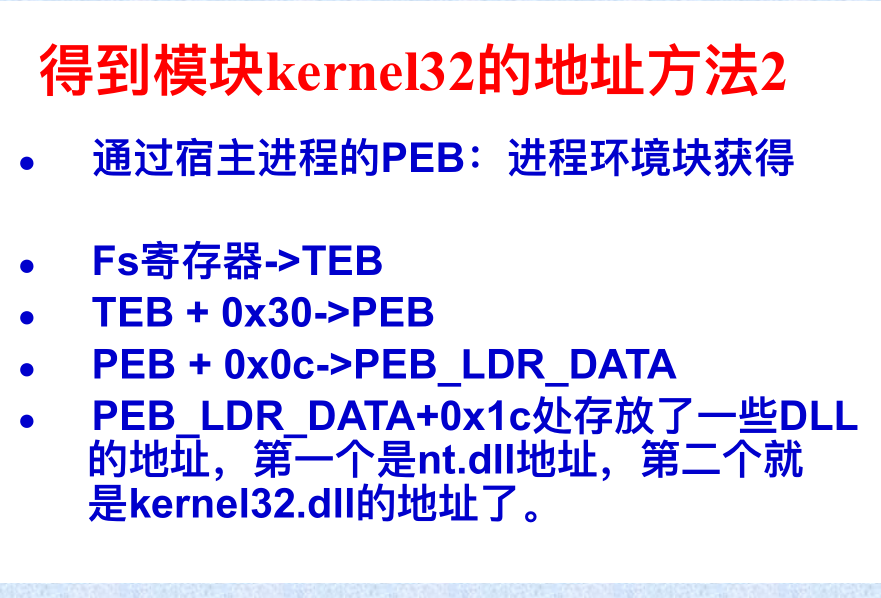 得到模块kernel32的地址方法2
• 通过宿主进程的PEB：进程环境块获得
• Fs寄存器->TEB
• TEB + 0x30->PEB
• PEB + 0x0c->PEB_LDR_DATA
• PEB_LDR_DATA+0x1c处存放了一些DLL
的地址，第一个是nt.dll地址，第二个就
是kernel32.dll的地址了。